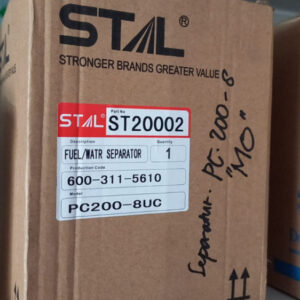 STAL®
STRONGER BRANDS GREATER VALUE
STAL
Part No
ST20002
Description
Quantity
FUEL/WATR SEPARATOR
1
Production Code
600-311-5610
Model
PC200-8UC
Separator. PC. 200-8
"MO"